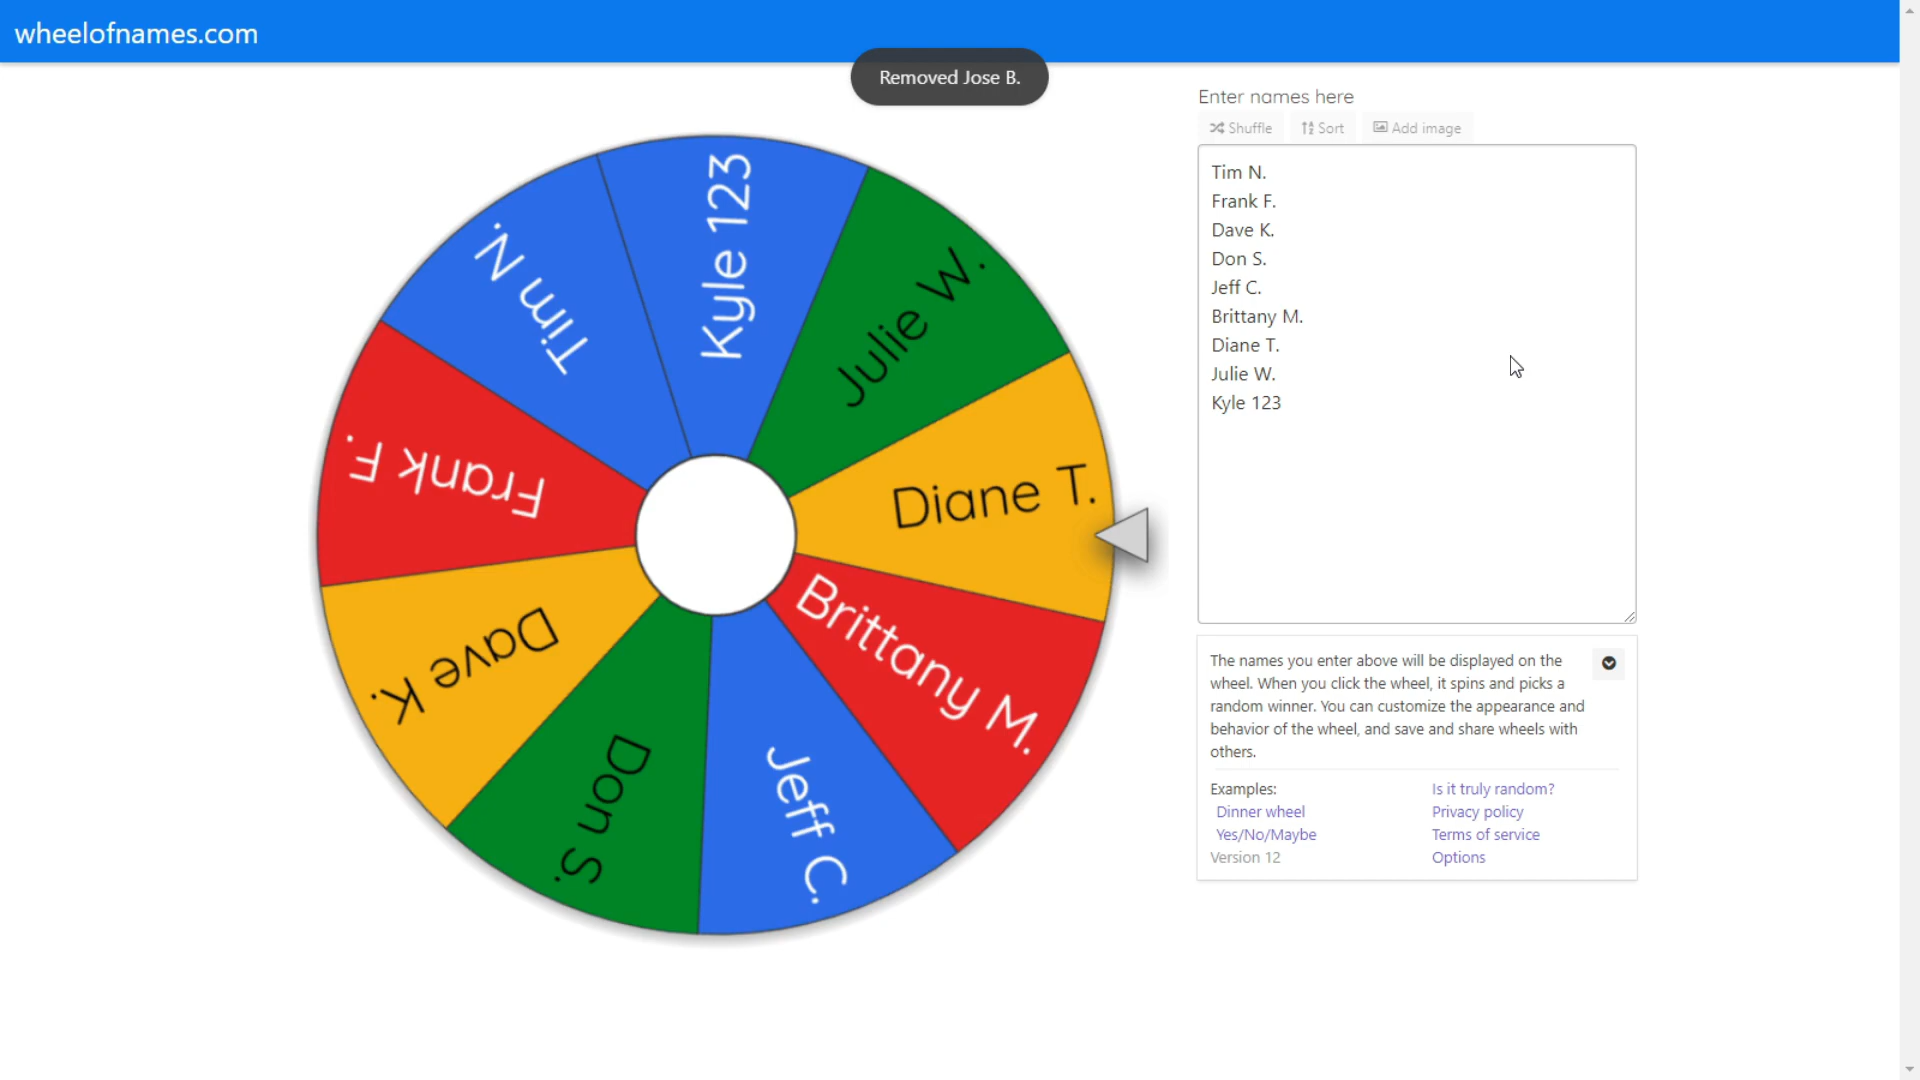 wheelofnames.com
Removed Jose B.
Enter names here
Shuffle
Sort
Add image
Tim N.
Frank F.
Dave K.
Don S.
Jeff C.
Brittany M.
Diane T.
Julie W.
Kyle 123
Kyle 123
Julie W.
Diane T.
Brittany M.
Jeff C.
Don S.
Dave K.
Frank F.
Tim N.
The names you enter above will be displayed on the
wheel. When you click the wheel, it spins and picks a
random winner. You can customize the appearance and
behavior of the wheel, and save and share wheels with
others.
Examples:
Dinner wheel
Yes/No/Maybe
Version 12
Is it truly random?
Privacy policy
Terms of service
Options